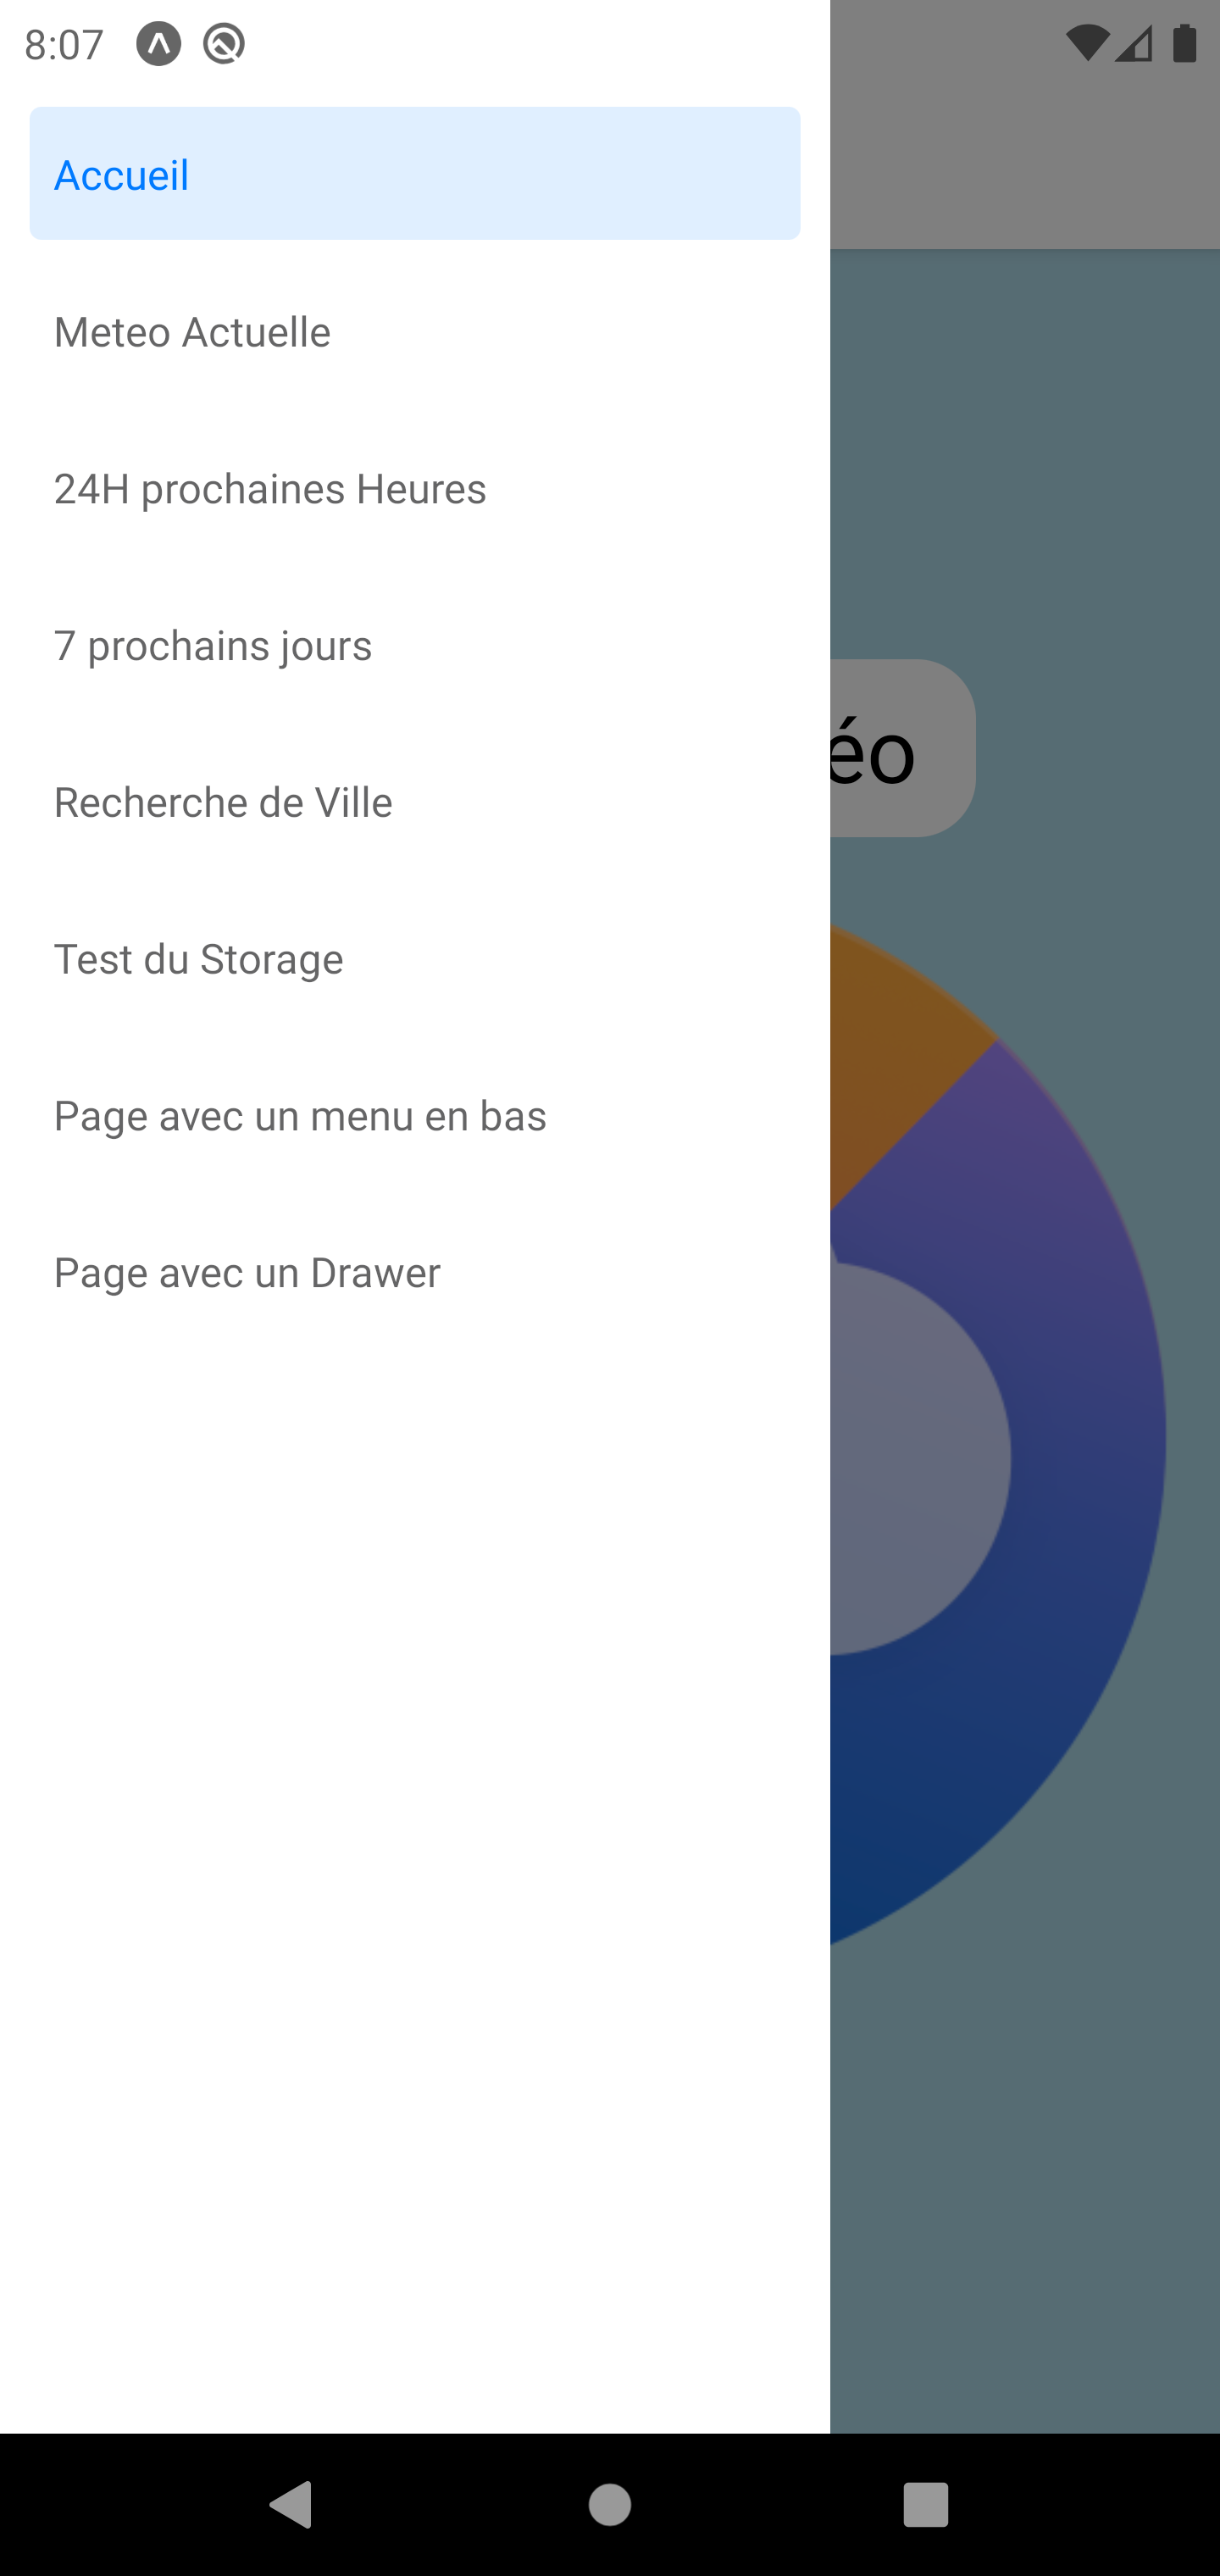 8:07
Accueil
Meteo Actuelle
24H prochaines Heures
7 prochains jours
éo
Recherche de Ville
Test du Storage
Page avec un menu en bas
Page avec un Drawer